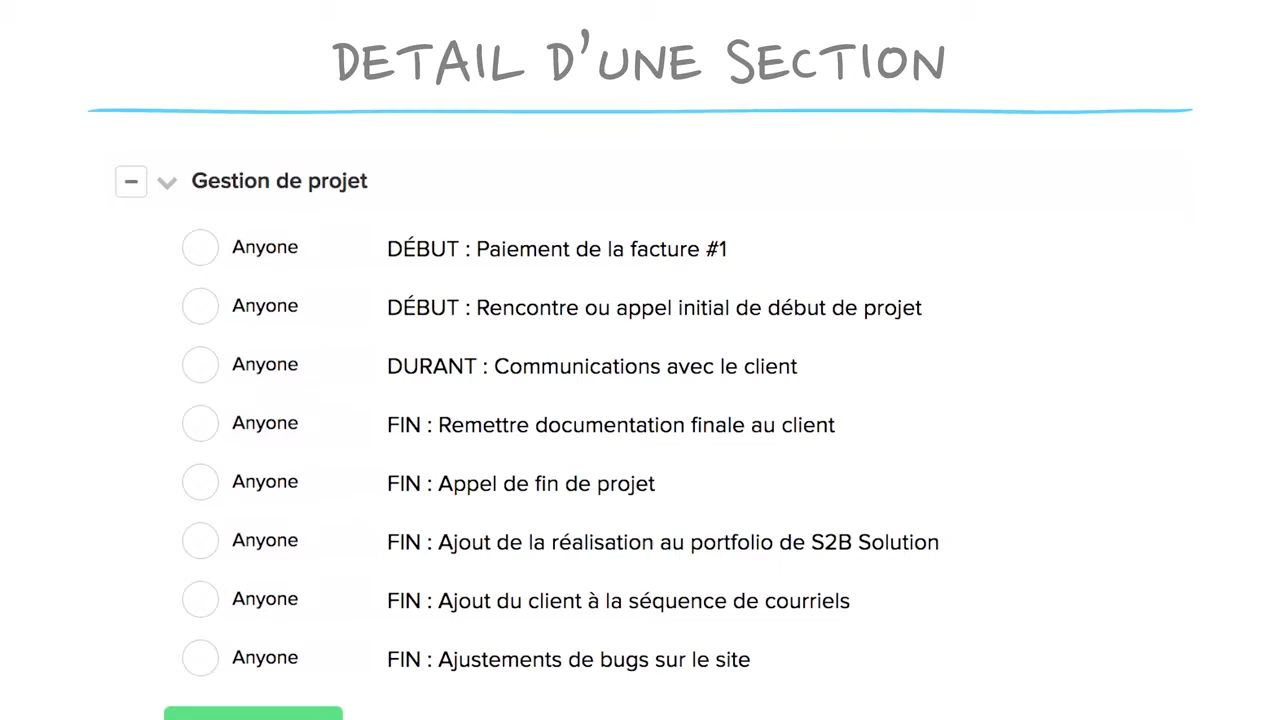 DETAIL D'UNE SECTION
Gestion de projet
Anyone DÉBUT : Paiement de la facture #1
Anyone DÉBUT : Rencontre ou appel initial de début de projet
Anyone DURANT : Communications avec le client
Anyone FIN : Remettre documentation finale au client
Anyone FIN : Appel de fin de projet
Anyone FIN : Ajout de la réalisation au portfolio de S2B Solution
Anyone FIN : Ajout du client à la séquence de courriels
Anyone FIN : Ajustements de bugs sur le site